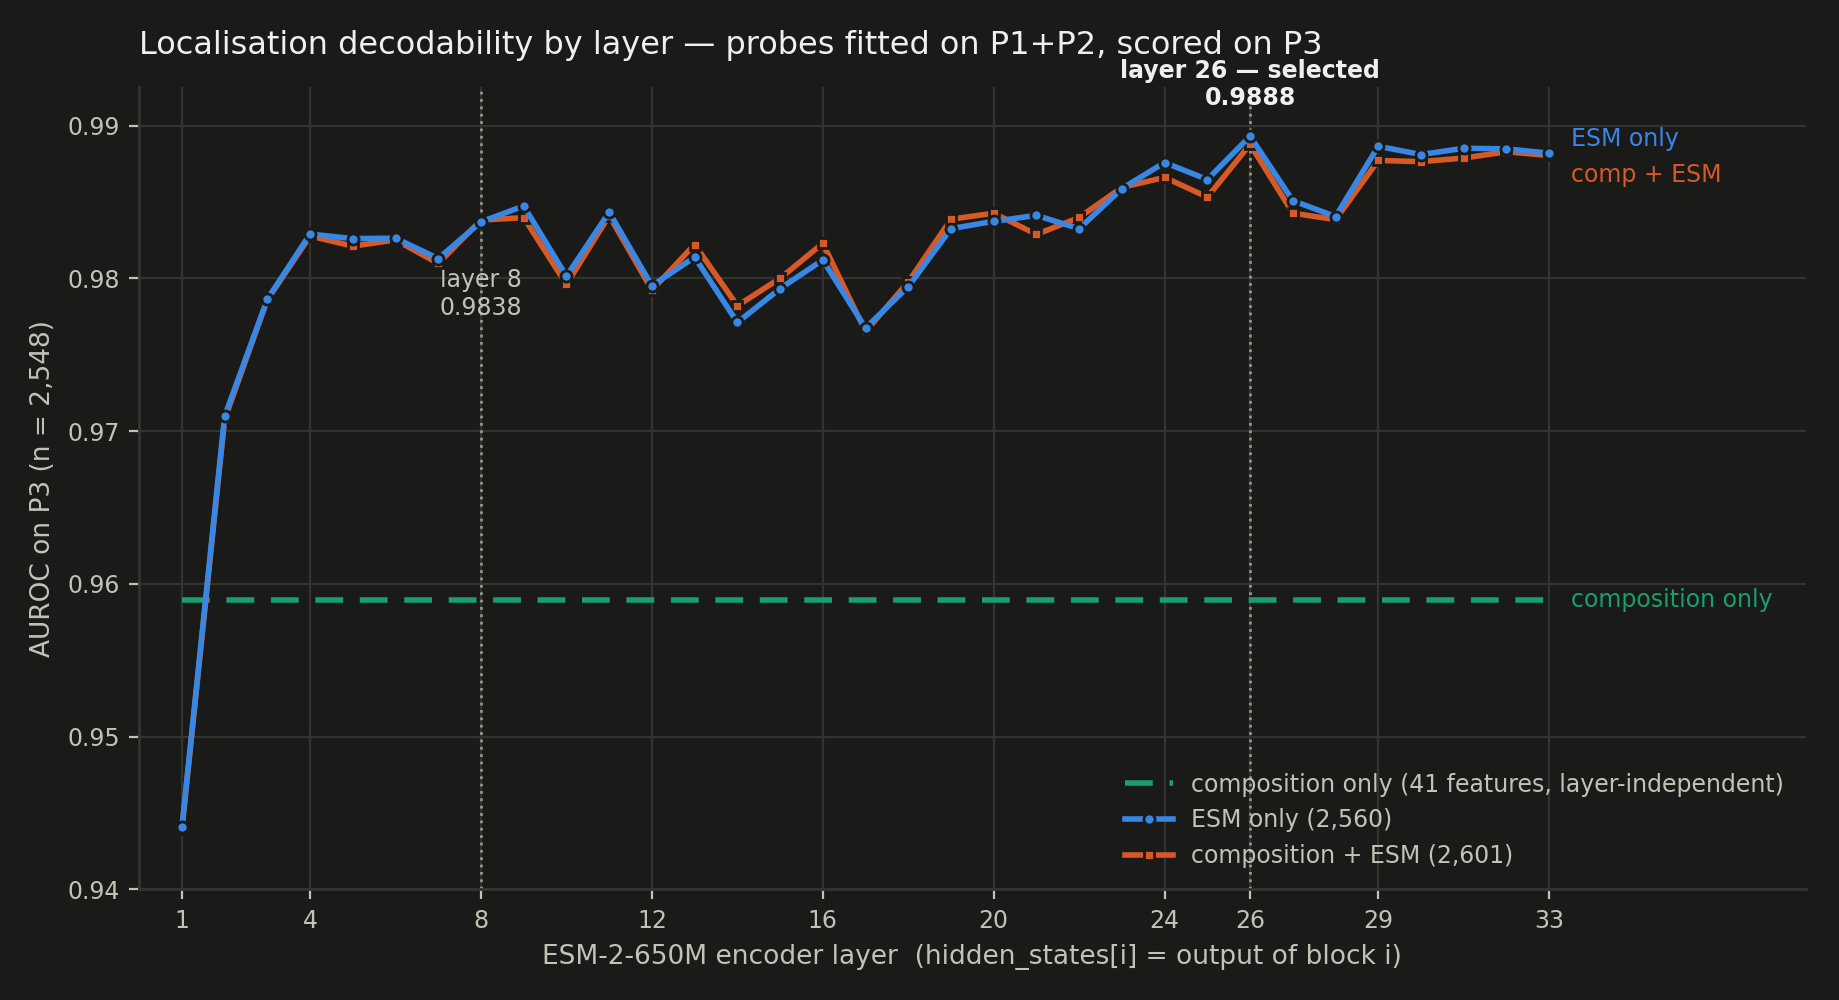 Localisation decodability by layer — probes fitted on P1+P2, scored on P3
layer 26 — selected
0.9888
0.99
0.98
0.97
0.96
0.95
0.94
AUROC on P3 (n = 2,548)
ESM only
comp + ESM
layer 8
0.9838
composition only
composition only (41 features, layer-independent)
ESM only (2,560)
composition + ESM (2,601)
1 4 8 12 16 20 24 26 29 33
ESM-2-650M encoder layer (hidden_states[i] = output of block i)